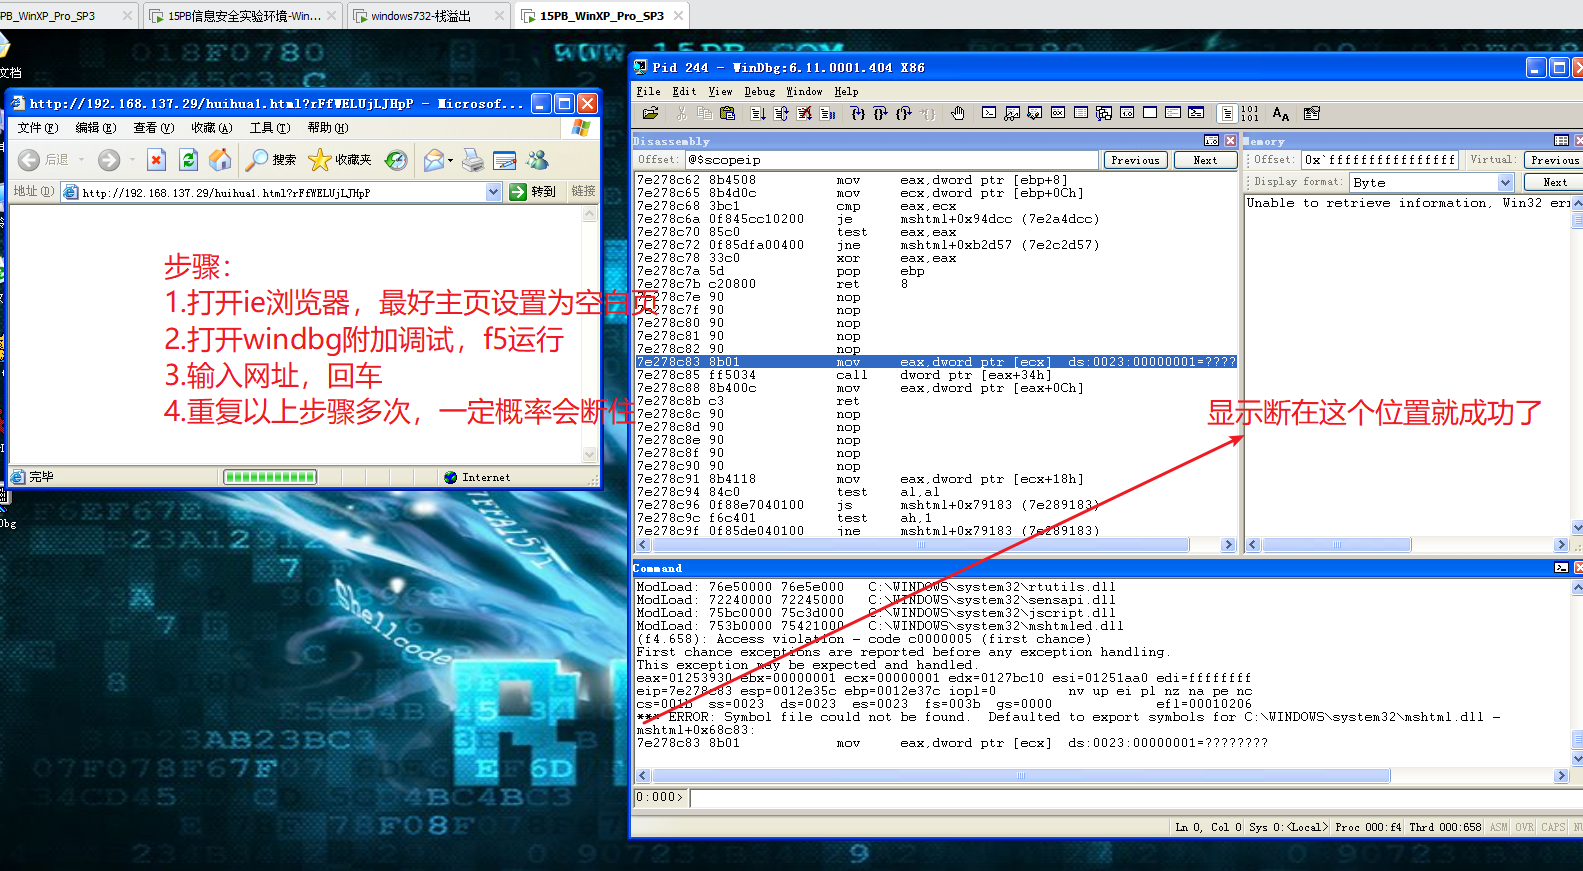 PB_WinXP_Pro_SP3
15PB信息安全实验环境-Win...
windows732-栈溢出
15PB_WinXP_Pro_SP3
018F0780
WWW.15PB.COM
文档
http://192.168.137.29/huihua1.html?rFfWELUjLJHpP - Microsof...
文件(F) 编辑(E) 查看(V) 收藏(A) 工具(T) 帮助(H)
后退 搜索 收藏夹
地址(D) http://192.168.137.29/huihua1.html?rFfWELUjLJHpP 转到 链接
步骤：
1.打开ie浏览器，最好主页设置为空白页
2.打开windbg附加调试，f5运行
3.输入网址，回车
4.重复以上步骤多次，一定概率会断住
完毕 Internet
Pid 244 - WinDbg:6.11.0001.404 X86
File Edit View Debug Window Help
Disassembly
Offset: @$scopeip Previous Next
7e278c62 8b4508 mov eax,dword ptr [ebp+8]
7e278c65 8b4d0c mov ecx,dword ptr [ebp+0Ch]
7e278c68 3bc1 cmp eax,ecx
7e278c6a 0f845cc10200 je mshtml+0x94dcc (7e2a4dcc)
7e278c70 85c0 test eax,eax
7e278c72 0f85dfa00400 jne mshtml+0xb2d57 (7e2c2d57)
7e278c78 33c0 xor eax,eax
7e278c7a 5d pop ebp
7e278c7b c20800 ret 8
7e278c7e 90 nop
7e278c7f 90 nop
7e278c80 90 nop
7e278c81 90 nop
7e278c82 90 nop
7e278c83 8b01 mov eax,dword ptr [ecx] ds:0023:00000001=????
7e278c85 ff5034 call dword ptr [eax+34h]
7e278c88 8b400c mov eax,dword ptr [eax+0Ch]
7e278c8b c3 ret
7e278c8c 90 nop
7e278c8d 90 nop
7e278c8e 90 nop
7e278c8f 90 nop
7e278c90 90 nop
7e278c91 8b4118 mov eax,dword ptr [ecx+18h]
7e278c94 84c0 test al,al
7e278c96 0f88e7040100 js mshtml+0x79183 (7e289183)
7e278c9c f6c401 test ah,1
7e278c9f 0f85de040100 jne mshtml+0x79183 (7e289183)
Memory
Offset: 0x`ffffffffffffffff Virtual: Previous
Display format: Byte Next
Unable to retrieve information, Win32 err
显示断在这个位置就成功了
Command
ModLoad: 76e50000 76e5e000 C:\WINDOWS\system32\rtutils.dll
ModLoad: 72240000 72245000 C:\WINDOWS\system32\sensapi.dll
ModLoad: 75bc0000 75c3d000 C:\WINDOWS\system32\jscript.dll
ModLoad: 753b0000 75421000 C:\WINDOWS\system32\mshtmled.dll
(f4.658): Access violation - code c0000005 (first chance)
First chance exceptions are reported before any exception handling.
This exception may be expected and handled.
eax=01253930 ebx=00000001 ecx=00000001 edx=0127bc10 esi=01251aa0 edi=ffffffff
eip=7e278c83 esp=0012e35c ebp=0012e37c iopl=0 nv up ei pl nz na pe nc
cs=001b ss=0023 ds=0023 es=0023 fs=003b gs=0000 efl=00010206
*** ERROR: Symbol file could not be found. Defaulted to export symbols for C:\WINDOWS\system32\mshtml.dll -
mshtml+0x68c83:
7e278c83 8b01 mov eax,dword ptr [ecx] ds:0023:00000001=????????
0:000>
Ln 0, Col 0 Sys 0:<Local> Proc 000:f4 Thrd 000:658 ASM OVR CAPS
Shellcode
3AB23BC
07F078F67F
34CD45
EF6D
4BC4BC3
F078F